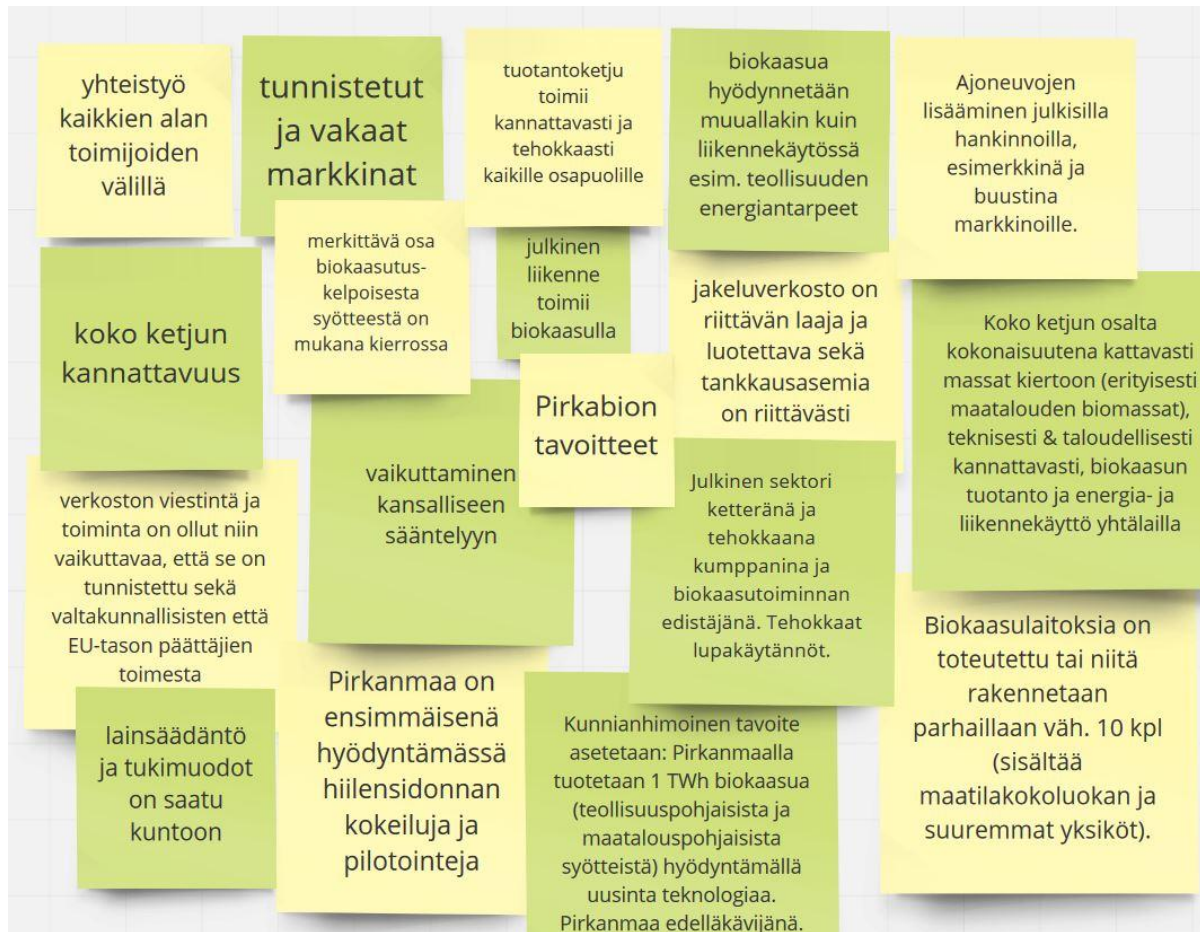 yhteistyö
kaikkien alan
toimijoiden
välillä
tunnistetut
ja vakaat
markkinat
tuotantoketju
toimii
kannattavasti ja
tehokkaasti
kaikille osapuolille
biokaasua
hyödynnetään
muuallakin kuin
liikennekäytössä
esim. teollisuuden
energiantarpeet
Ajoneuvojen
lisääminen julkisilla
hankinnoilla,
esimerkkinä ja
buustina
markkinoille.
koko ketjun
kannattavuus
merkittävä osa
biokaasutus-
kelpoisesta
syötteestä on
mukana kierrossa
julkinen
liikenne
toimii
biokaasulla
jakeluverkosto on
riittävän laaja ja
luotettava sekä
tankkausasemia
on riittävästi
Koko ketjun osalta
kokonaisuutena kattavasti
massat kiertoon (erityisesti
maatalouden biomassat),
teknisesti & taloudellisesti
kannattavasti, biokaasun
tuotanto ja energia- ja
liikennekäyttö yhtälailla
Pirkabion
tavoitteet
vaikuttaminen
kansalliseen
sääntelyyn
verkoston viestintä ja
toiminta on ollut niin
vaikuttavaa, että se on
tunnistettu sekä
valtakunnallisisten että
EU-tason päättäjien
toimesta
Julkinen sektori
ketteränä ja
tehokkaana
kumppanina ja
biokaasutoiminnan
edistäjänä. Tehokkaat
lupakäytännöt.
lainsäädäntö
ja tukimuodot
on saatu
kuntoon
Pirkanmaa on
ensimmäisenä
hyödyntämässä
hiilensidonnan
kokeiluja ja
pilotointeja
Kunnianhimoinen tavoite
asetetaan: Pirkanmaalla
tuotetaan 1 TWh biokaasua
(teollisuuspohjaisista ja
maatalouspohjaisista
syötteistä) hyödyntämällä
uusinta teknologiaa.
Pirkanmaa edelläkävijänä.
Biokaasulaitoksia on
toteutettu tai niitä
rakennetaan
parhaillaan väh. 10 kpl
(sisältää
maatilakokoluokan ja
suuremmat yksiköt).